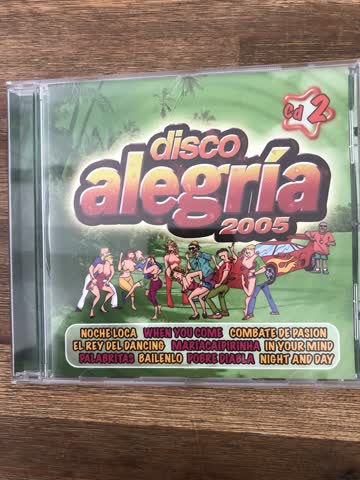 Cd 2
disco
alegría
2005
NOCHE LOCA WHEN YOU COME COMBATE DE PASION
EL REY DEL DANCING MARIACAIPIRINHA IN YOUR MIND
PALABRITAS BAILENLO POBRE DIABLA NIGHT AND DAY